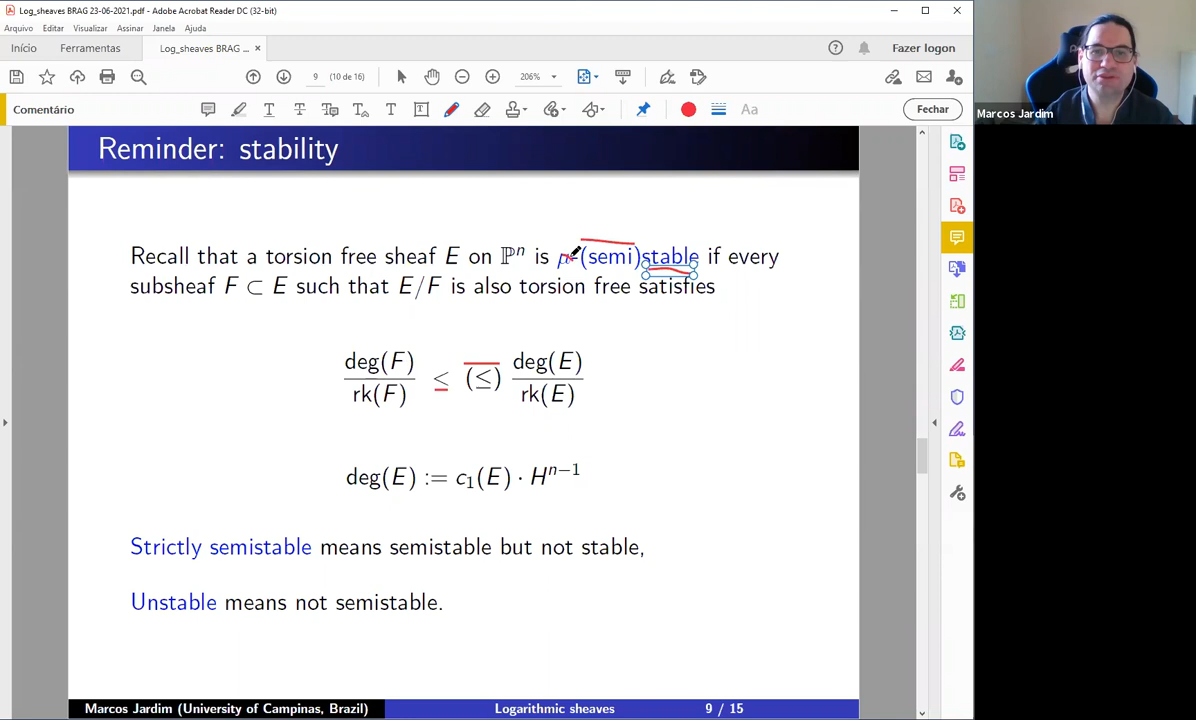 Log_sheaves BRAG 23-06-2021.pdf - Adobe Acrobat Reader DC (32-bit)
Arquivo Editar Visualizar Assinar Janela Ajuda
Início Ferramentas Log_sheaves BRAG ... × Fazer logon
9 (10 de 16) 206%
Comentário Aa Fechar
Marcos Jardim
Reminder: stability
Recall that a torsion free sheaf E on ℙⁿ is μ-(semi)stable if every
subsheaf F ⊂ E such that E/F is also torsion free satisfies
deg(F)/rk(F) < (≤) deg(E)/rk(E)
deg(E) := c₁(E) · Hⁿ⁻¹
Strictly semistable means semistable but not stable,
Unstable means not semistable.
Marcos Jardim (University of Campinas, Brazil) Logarithmic sheaves 9 / 15